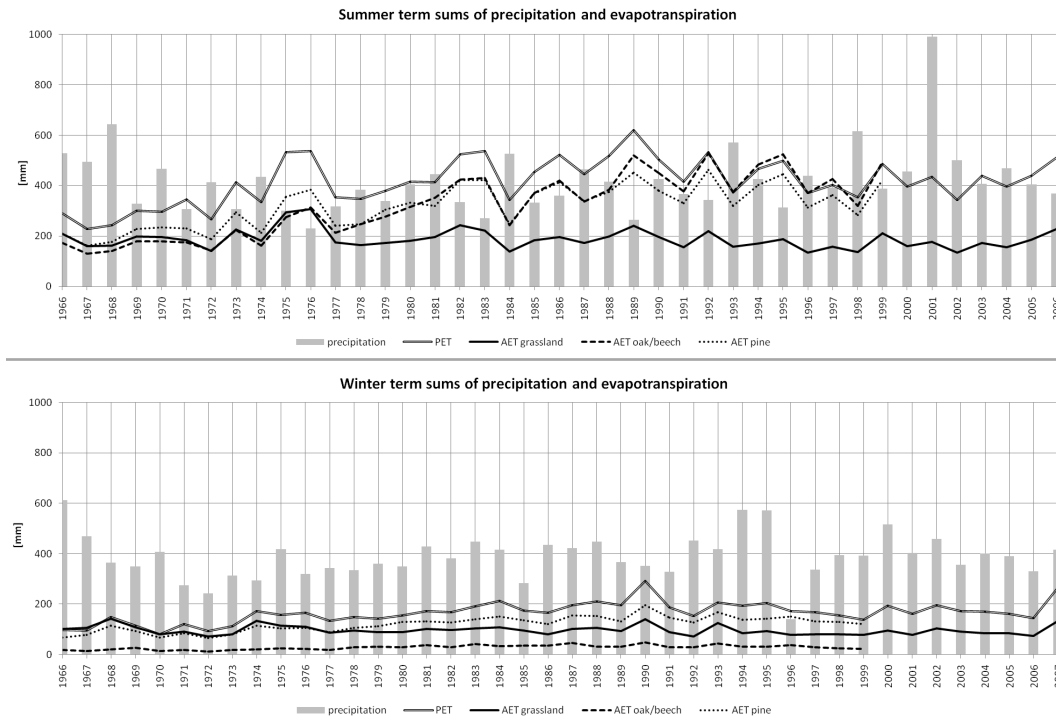 Summer term sums of precipitation and evapotranspiration
1000
800
600
400
200
0
[mm]
1966 1967 1968 1969 1970 1971 1972 1973 1974 1975 1976 1977 1978 1979 1980 1981 1982 1983 1984 1985 1986 1987 1988 1989 1990 1991 1992 1993 1994 1995 1996 1997 1998 1999 2000 2001 2002 2003 2004 2005 2006
precipitation PET AET grassland AET oak/beech AET pine
Winter term sums of precipitation and evapotranspiration
1000
800
600
400
200
0
[mm]
1966 1967 1968 1969 1970 1971 1972 1973 1974 1975 1976 1977 1978 1979 1980 1981 1982 1983 1984 1985 1986 1987 1988 1989 1990 1991 1992 1993 1994 1995 1996 1997 1998 1999 2000 2001 2002 2003 2004 2005 2006
precipitation PET AET grassland AET oak/beech AET pine